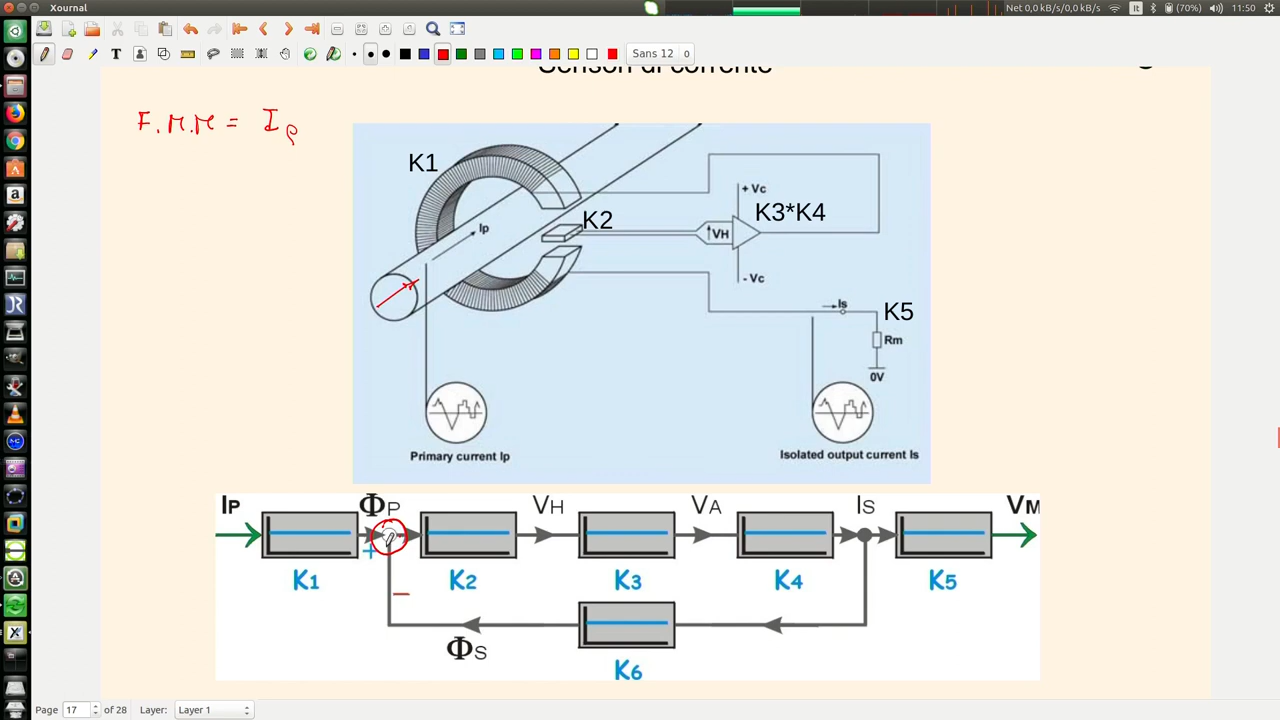 Xournal
Net 0,0 kB/s/0,0 kB/s
It
(70%)
11:50
Sans 12
0
Sensori di corrente
F.M.M = Ip
K1
Ip
K2
+ Vc
K3*K4
VH
- Vc
Is
K5
Rm
0V
Primary current Ip
Isolated output current Is
IP
ΦP
VH
VA
IS
VM
+
K1
K2
K3
K4
K5
−
ΦS
K6
Page
17
of 28
Layer:
Layer 1